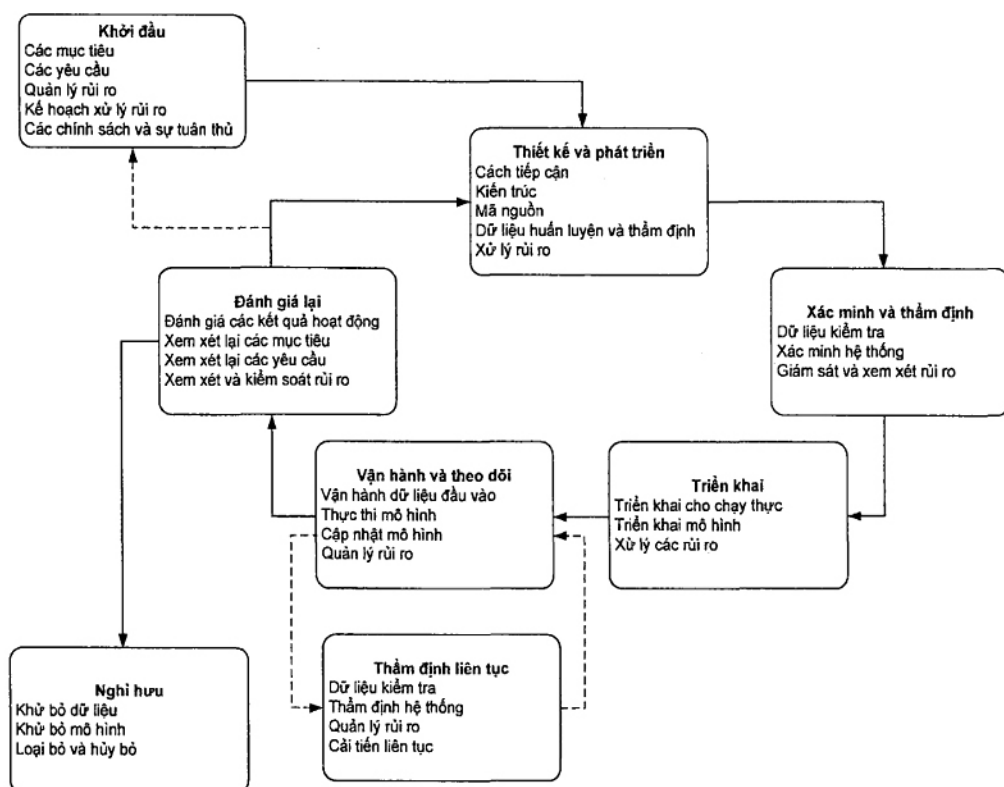 Khởi đầu
Các mục tiêu
Các yêu cầu
Quản lý rủi ro
Kế hoạch xử lý rủi ro
Các chính sách và sự tuân thủ
Thiết kế và phát triển
Cách tiếp cận
Kiến trúc
Mã nguồn
Dữ liệu huấn luyện và thẩm định
Xử lý rủi ro
Đánh giá lại
Đánh giá các kết quả hoạt động
Xem xét lại các mục tiêu
Xem xét lại các yêu cầu
Xem xét và kiểm soát rủi ro
Xác minh và thẩm định
Dữ liệu kiểm tra
Xác minh hệ thống
Giám sát và xem xét rủi ro
Vận hành và theo dõi
Vận hành dữ liệu đầu vào
Thực thi mô hình
Cập nhật mô hình
Quản lý rủi ro
Triển khai
Triển khai cho chạy thực
Triển khai mô hình
Xử lý các rủi ro
Nghỉ hưu
Khử bỏ dữ liệu
Khử bỏ mô hình
Loại bỏ và hủy bỏ
Thẩm định liên tục
Dữ liệu kiểm tra
Thẩm định hệ thống
Quản lý rủi ro
Cải tiến liên tục